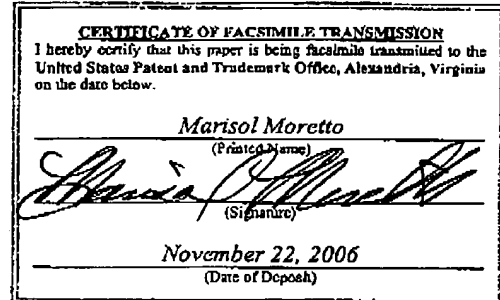 CERTIFICATE OF FACSIMILE TRANSMISSION
I hereby certify that this paper is being facsimile transmitted to the
United States Patent and Trademark Office, Alexandria, Virginia
on the date below.
Marisol Moretto
(Printed Name)
(Signature)
November 22, 2006
(Date of Deposit)